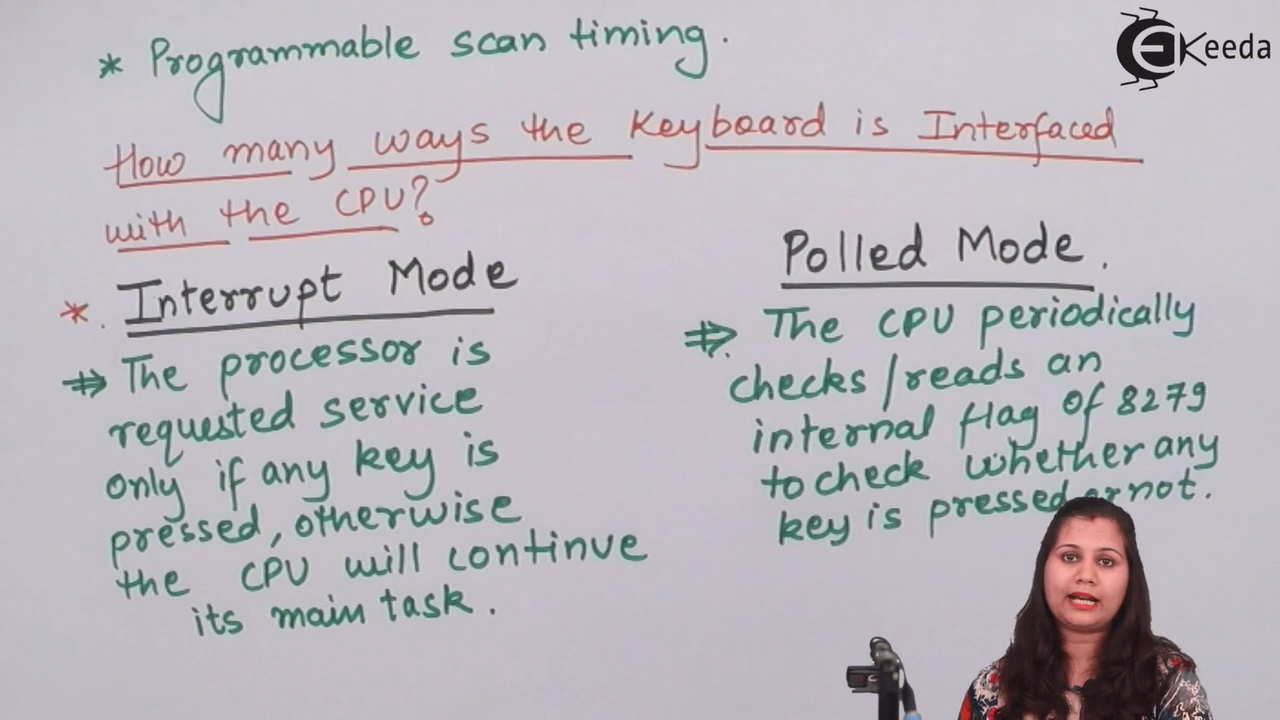 * Programmable scan timing.
EKeeda
How many ways the Keyboard is Interfaced
with the CPU?
*. Interrupt Mode
⇒ The processor is
requested service
only if any key is
pressed, otherwise
the CPU will continue
its main task.
Polled Mode.
⇒ The CPU periodically
checks/reads an
internal flag of 8279
to check whether any
key is pressed or not.